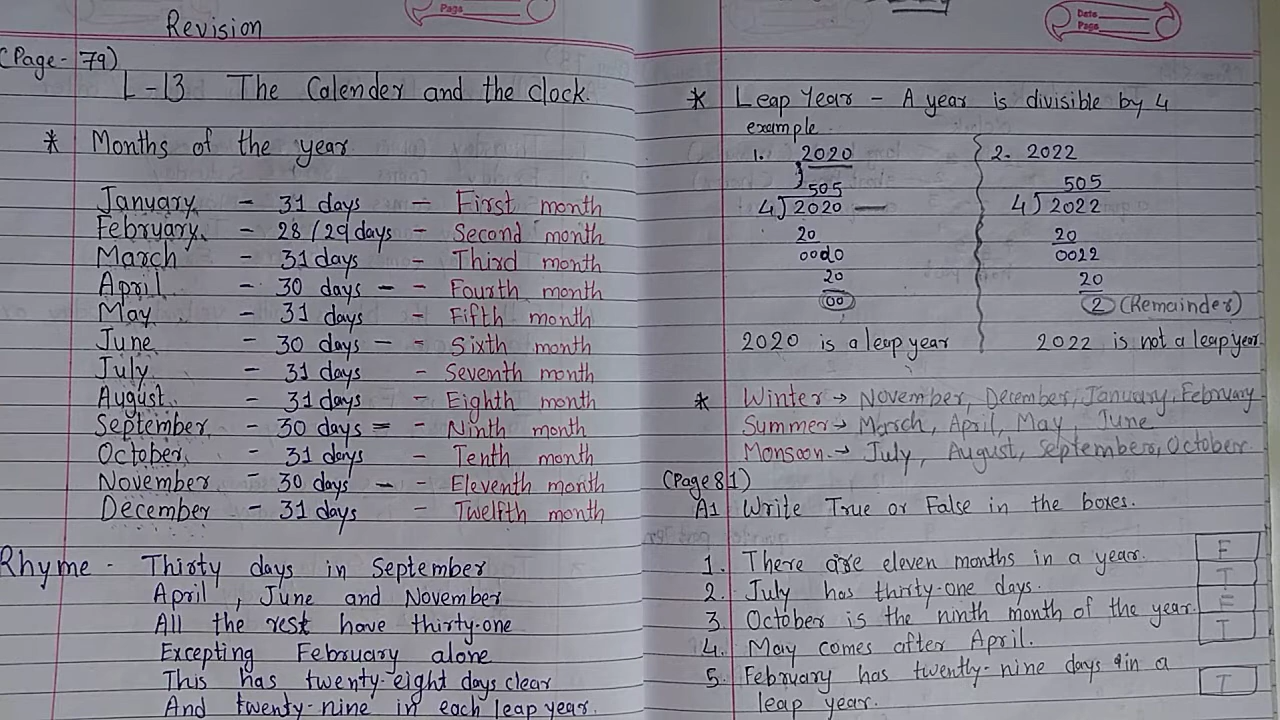 Revision
Page
(Page - 79)
L-13 The Calender and the clock.
* Months of the year
January - 31 days - First month
February - 28/29 days - Second month
March - 31 days - Third month
April - 30 days - - Fourth month
May - 31 days - Fifth month
June - 30 days - - Sixth month
July - 31 days - Seventh month
August - 31 days - Eighth month
September - 30 days = - Ninth month
October - 31 days - Tenth month
November - 30 days - - Eleventh month
December - 31 days - Twelfth month
Rhyme - Thirty days in September
April, June and November
All the rest have thirty-one
Excepting February alone
This has twenty-eight days clear
And twenty-nine in each leap year.
Date
Page
* Leap Year - A year is divisible by 4
example
1. 2020
505
4) 2020
20
0020
20
00
2020 is a leap year
2. 2022
505
4) 2022
20
0022
20
2 (Remainder)
2022 is not a leap year
* Winter → November, December, January, February
Summer → March, April, May, June
Monsoon → July, August, September, October
(Page 81)
A1 Write True or False in the boxes.
1. There are eleven months in a year. F
2. July has thirty-one days. T
3. October is the ninth month of the year. F
4. May comes after April. T
5. February has twenty-nine days in a
leap year. T